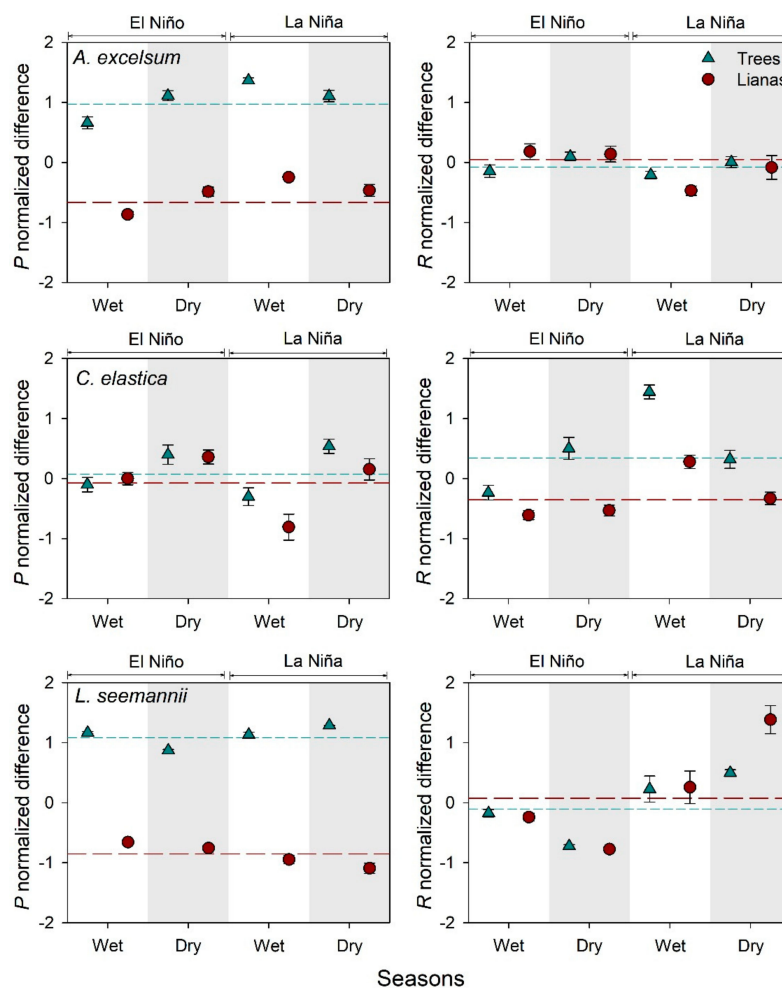 El Niño La Niña
A. excelsum
P normalized difference
2
1
0
-1
-2
Wet Dry Wet Dry
El Niño La Niña
Trees
Lianas
R normalized difference
2
1
0
-1
-2
Wet Dry Wet Dry
El Niño La Niña
C. elastica
P normalized difference
2
1
0
-1
-2
Wet Dry Wet Dry
El Niño La Niña
R normalized difference
2
1
0
-1
-2
Wet Dry Wet Dry
El Niño La Niña
L. seemannii
P normalized difference
2
1
0
-1
-2
Wet Dry Wet Dry
El Niño La Niña
R normalized difference
2
1
0
-1
-2
Wet Dry Wet Dry
Seasons